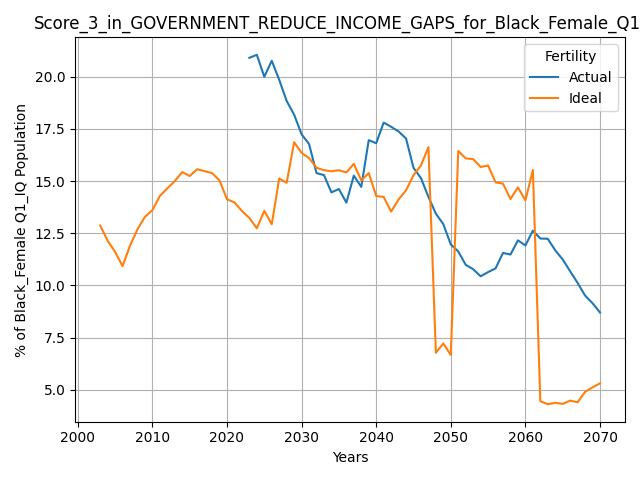 Score_3_in_GOVERNMENT_REDUCE_INCOME_GAPS_for_Black_Female_Q1
% of Black_Female Q1_IQ Population
20.0
17.5
15.0
12.5
10.0
7.5
5.0
Fertility
Actual
Ideal
2000
2010
2020
2030
2040
2050
2060
2070
Years